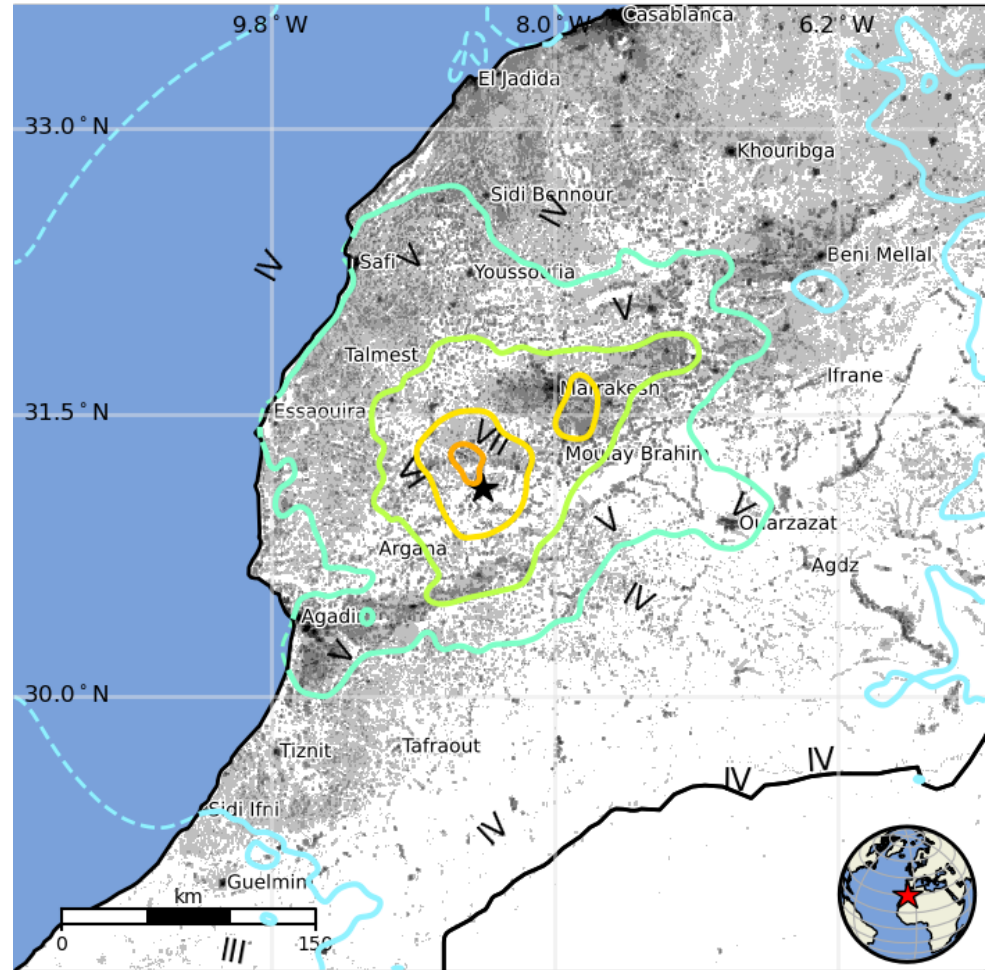 Casablanca
9.8°W 8.0°W 6.2°W
El Jadida
33.0°N
Khouribga
Sidi Bennour
IV
Beni Mellal
IV
Safi V
Youssoufia
V
Talmest
Ifrane
Marrakesh
31.5°N
Essaouira
VII
Moulay Brahim
VI
V
V
Ouarzazat
Argana
Agdz
IV
Agadi
V
30.0°N
Tiznit
Tafraout
IV
IV
Sidi Ifni
IV
Guelmim
km
0 15
III